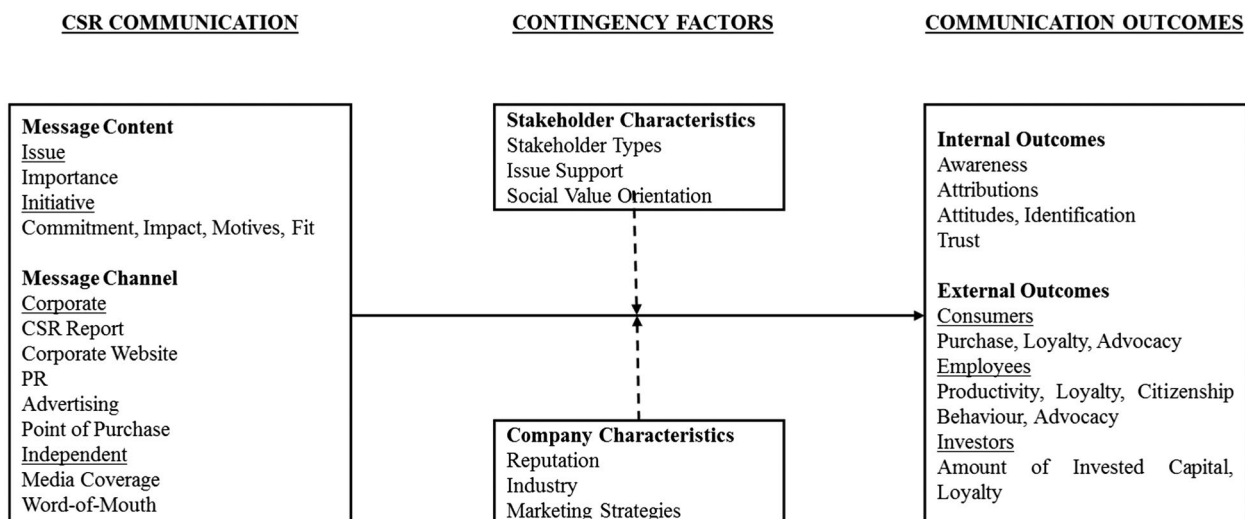 CSR COMMUNICATION
CONTINGENCY FACTORS
COMMUNICATION OUTCOMES
Message Content
Issue
Importance
Initiative
Commitment, Impact, Motives, Fit
Message Channel
Corporate
CSR Report
Corporate Website
PR
Advertising
Point of Purchase
Independent
Media Coverage
Word-of-Mouth
Stakeholder Characteristics
Stakeholder Types
Issue Support
Social Value Orientation
Company Characteristics
Reputation
Industry
Marketing Strategies
Internal Outcomes
Awareness
Attributions
Attitudes, Identification
Trust
External Outcomes
Consumers
Purchase, Loyalty, Advocacy
Employees
Productivity, Loyalty, Citizenship
Behaviour, Advocacy
Investors
Amount of Invested Capital,
Loyalty